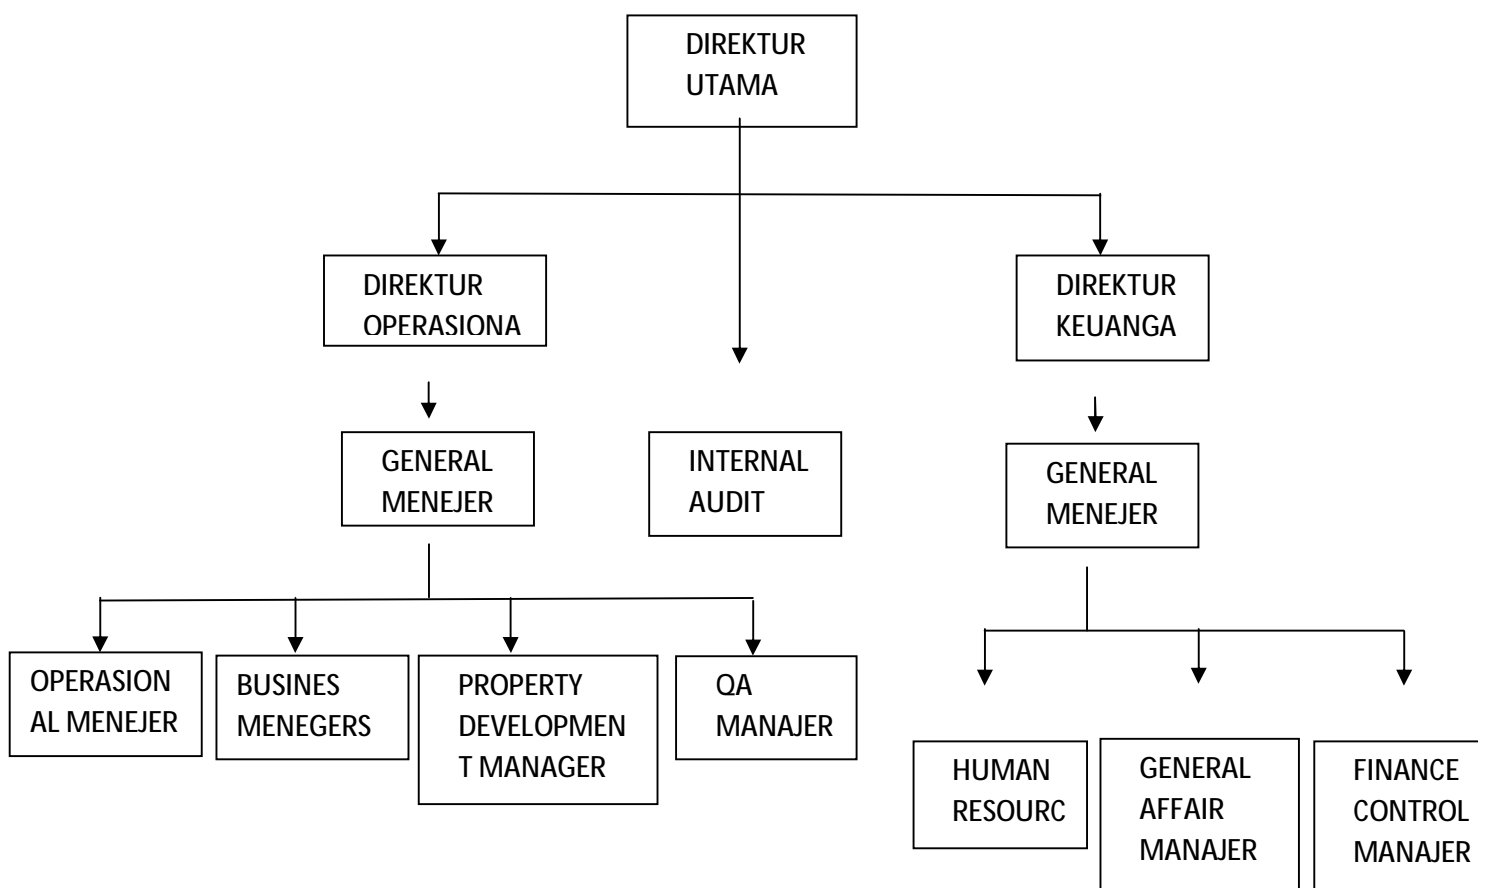 DIREKTUR
UTAMA
DIREKTUR
OPERASIONA
DIREKTUR
KEUANGA
GENERAL
MENEJER
INTERNAL
AUDIT
GENERAL
MENEJER
OPERASION
AL MENEJER
BUSINES
MENEGERS
PROPERTY
DEVELOPMEN
T MANAGER
QA
MANAJER
HUMAN
RESOURC
GENERAL
AFFAIR
MANAJER
FINANCE
CONTROL
MANAJER